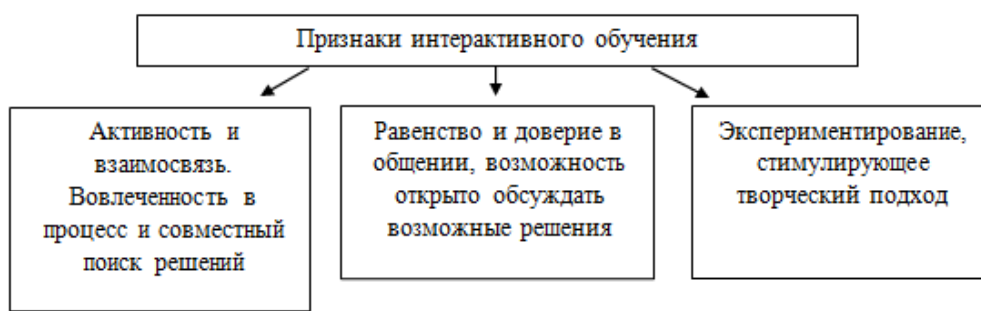 Признаки интерактивного обучения
Активность и
взаимосвязь.
Вовлеченность в
процесс и совместный
поиск решений
Равенство и доверие в
общении, возможность
открыто обсуждать
возможные решения
Экспериментирование,
стимулирующее
творческий подход